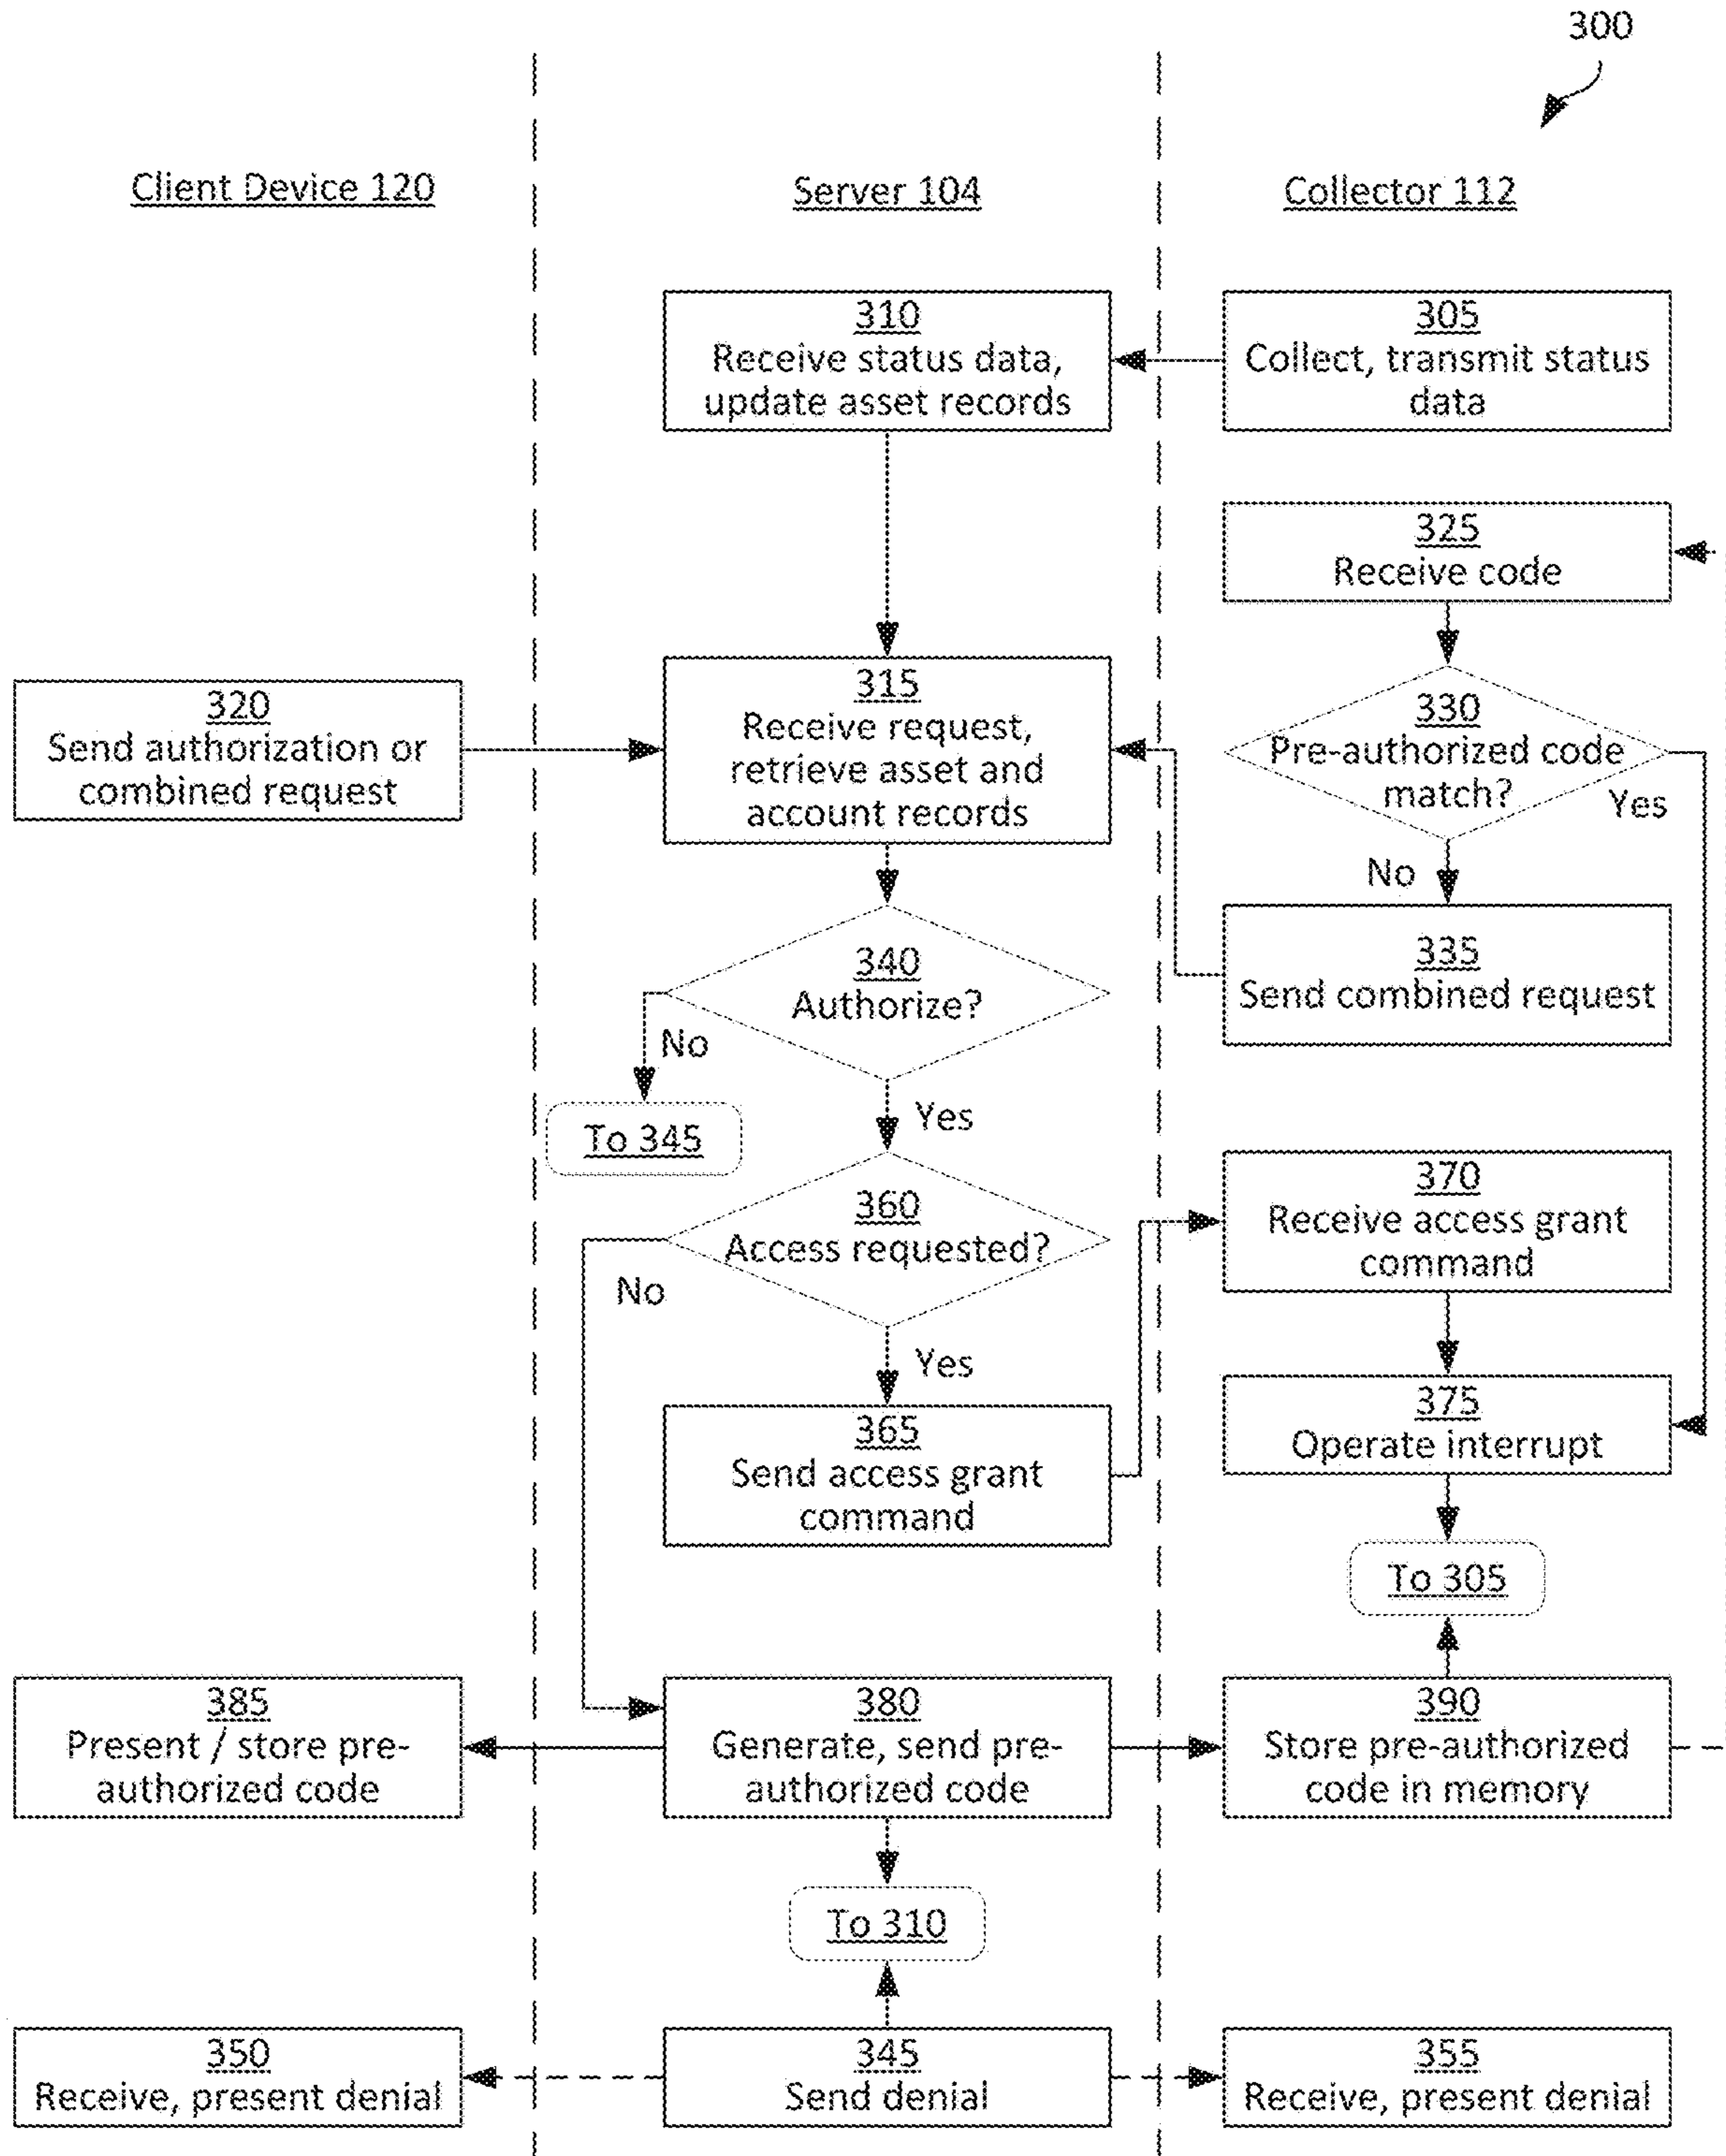 300
Client Device 120
Server 104
Collector 112
310
Receive status data,
update asset records
305
Collect, transmit status
data
325
Receive code
320
Send authorization or
combined request
315
Receive request,
retrieve asset and
account records
330
Pre-authorized code
match?
Yes
No
335
Send combined request
340
Authorize?
No
Yes
To 345
360
Access requested?
No
Yes
370
Receive access grant
command
365
Send access grant
command
375
Operate interrupt
To 305
385
Present / store pre-
authorized code
380
Generate, send pre-
authorized code
390
Store pre-authorized
code in memory
To 310
350
Receive, present denial
345
Send denial
355
Receive, present denial